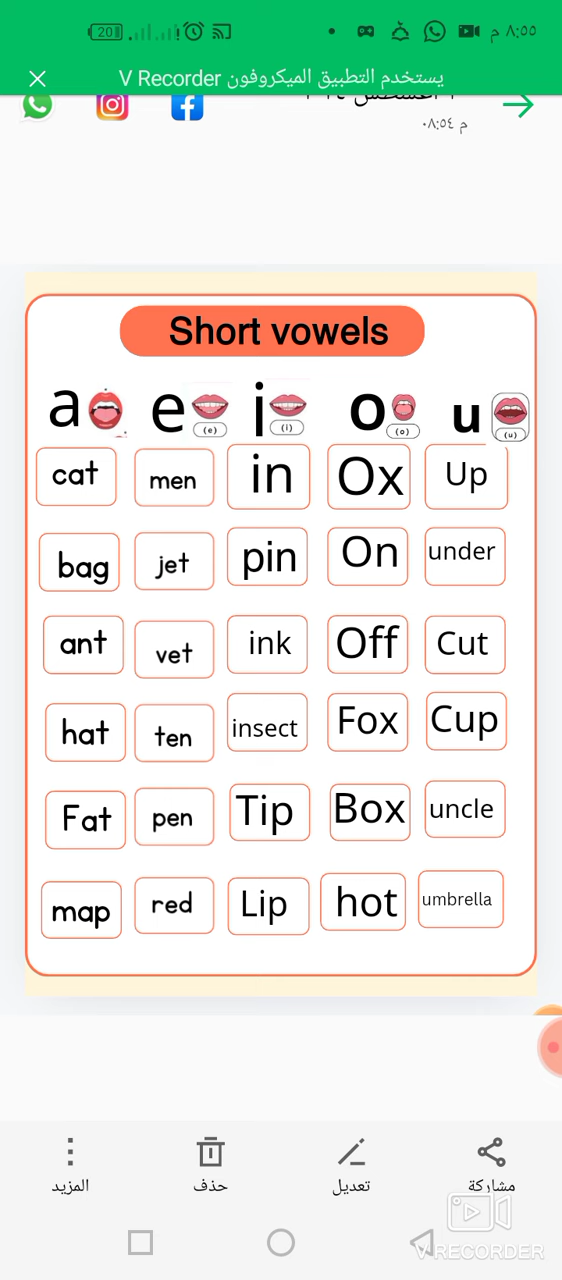 20 م ٨:٥٥
يستخدم التطبيق الميكروفون V Recorder
٠٨:٥٤ م
Short vowels
a e (e) i (i) o (o) u (u)
cat men in Ox Up
bag jet pin On under
ant vet ink Off Cut
hat ten insect Fox Cup
Fat pen Tip Box uncle
map red Lip hot umbrella
المزيد حذف تعديل مشاركة
V RECORDER